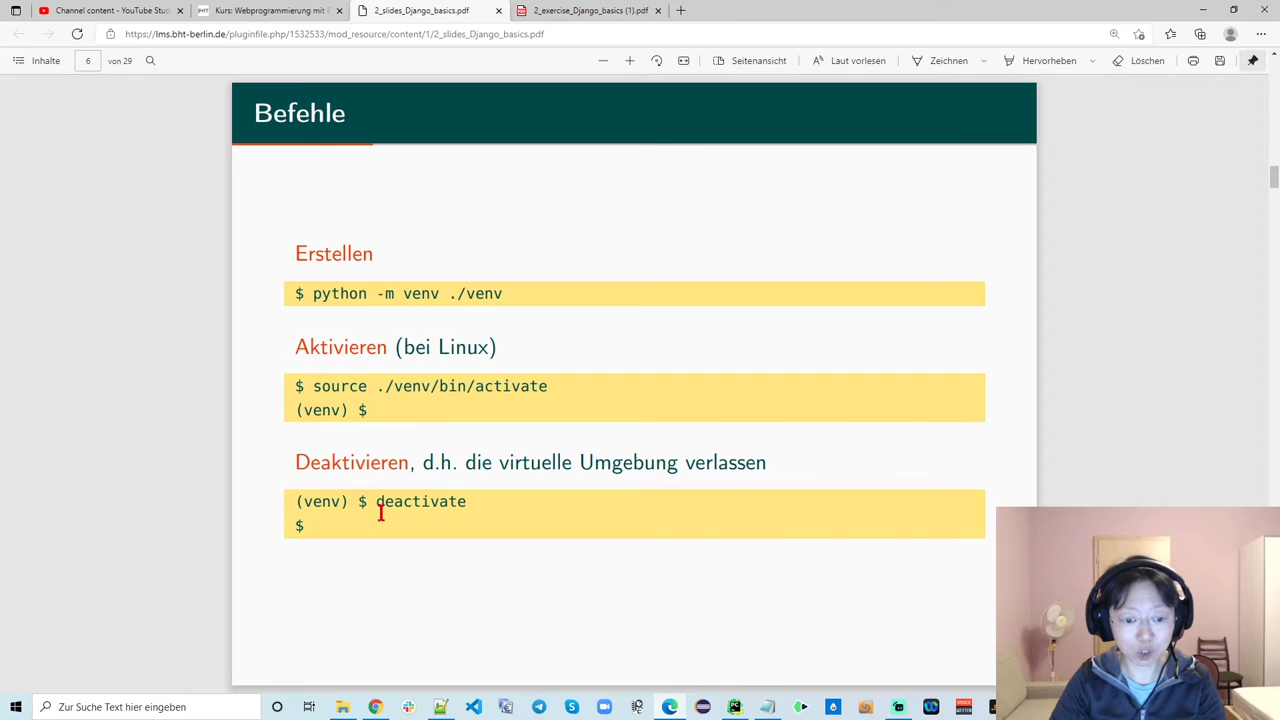 Channel content - YouTube Stud
Kurs: Webprogrammierung mit P
2_slides_Django_basics.pdf
2_exercise_Django_basics (1).pdf
https://lms.bht-berlin.de/pluginfile.php/1532533/mod_resource/content/1/2_slides_Django_basics.pdf
Inhalte 6 von 29 Seitenansicht Laut vorlesen Zeichnen Hervorheben Löschen
Befehle
Erstellen
$ python -m venv ./venv
Aktivieren (bei Linux)
$ source ./venv/bin/activate
(venv) $
Deaktivieren, d.h. die virtuelle Umgebung verlassen
(venv) $ deactivate
$
Zur Suche Text hier eingeben